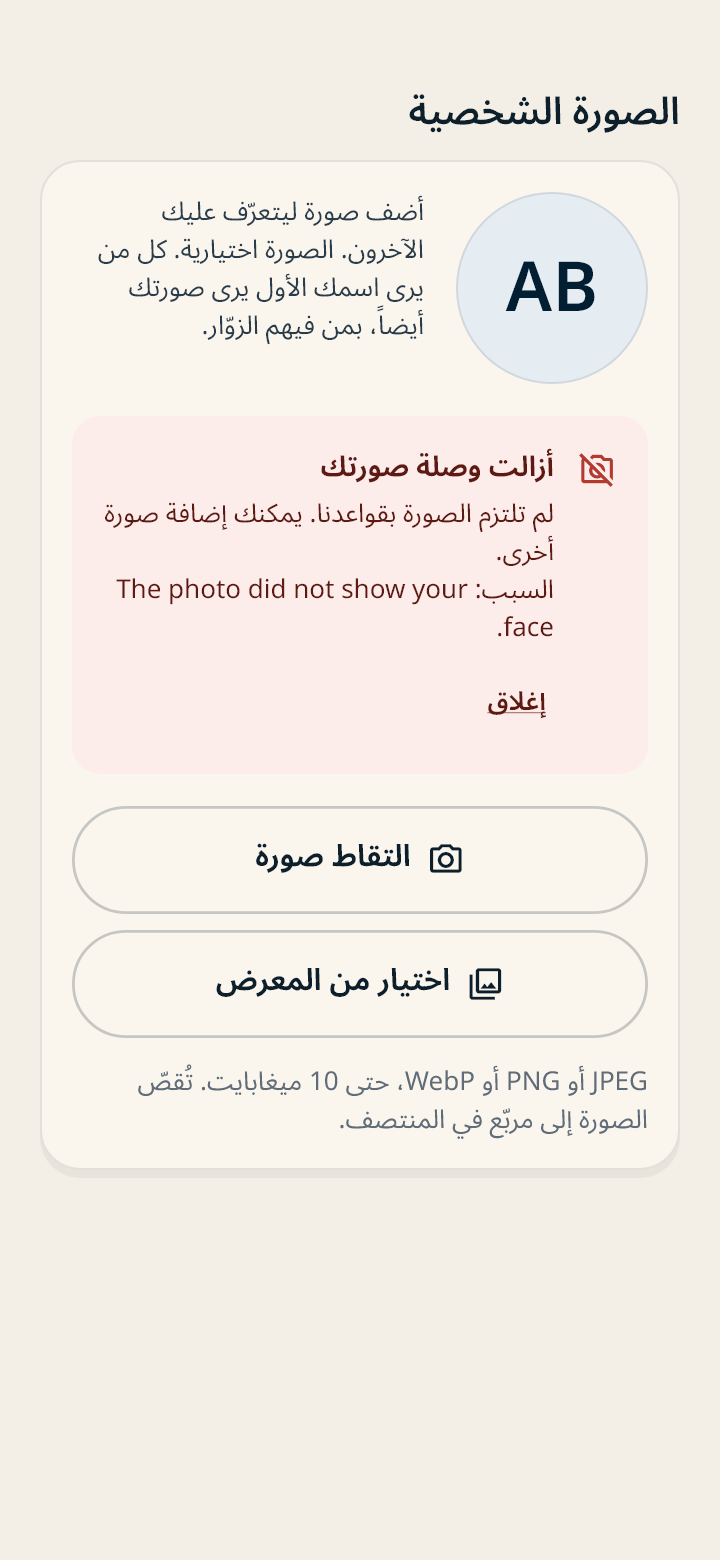 الصورة الشخصية
AB
أضف صورة ليتعرّف عليك
الآخرون. الصورة اختيارية. كل من
يرى اسمك الأول يرى صورتك
أيضاً، بمن فيهم الزوّار.
أزالت وصلة صورتك
لم تلتزم الصورة بقواعدنا. يمكنك إضافة صورة
أخرى.
السبب: The photo did not show your
face.
إغلاق
التقاط صورة
اختيار من المعرض
JPEG أو PNG أو WebP، حتى 10 ميغابايت. تُقصّ
الصورة إلى مربّع في المنتصف.